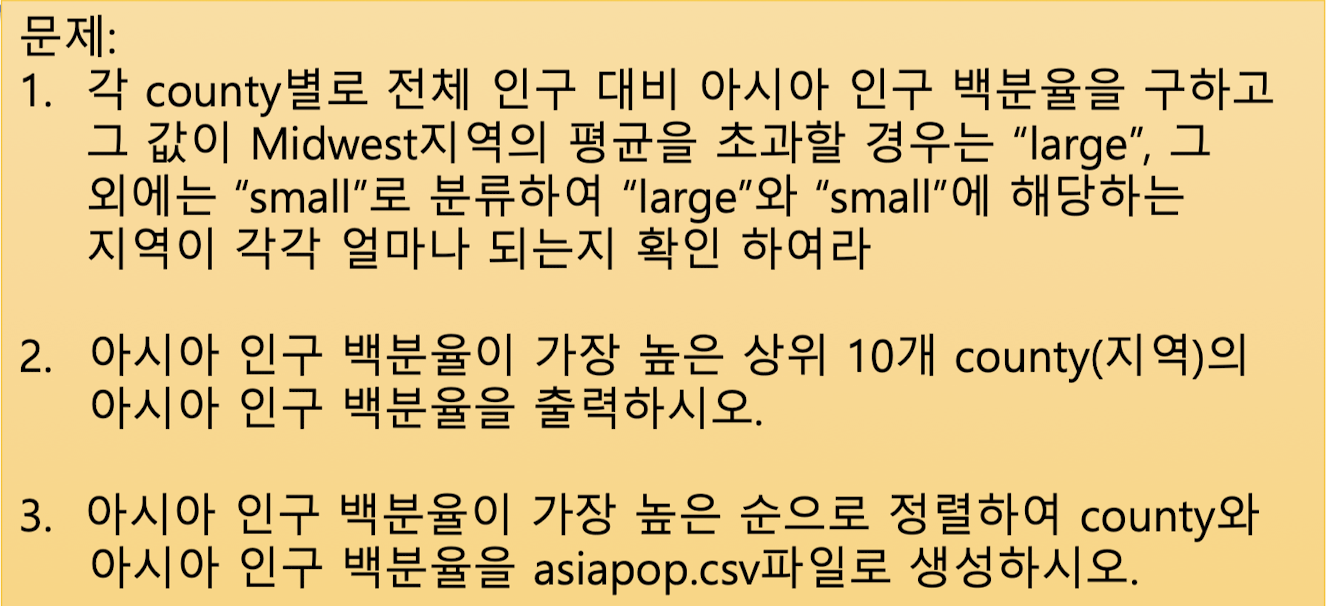 문제:
1. 각 county별로 전체 인구 대비 아시아 인구 백분율을 구하고
그 값이 Midwest지역의 평균을 초과할 경우는 “large”, 그
외에는 “small”로 분류하여 “large”와 “small”에 해당하는
지역이 각각 얼마나 되는지 확인 하여라
2. 아시아 인구 백분율이 가장 높은 상위 10개 county(지역)의
아시아 인구 백분율을 출력하시오.
3. 아시아 인구 백분율이 가장 높은 순으로 정렬하여 county와
아시아 인구 백분율을 asiapop.csv파일로 생성하시오.